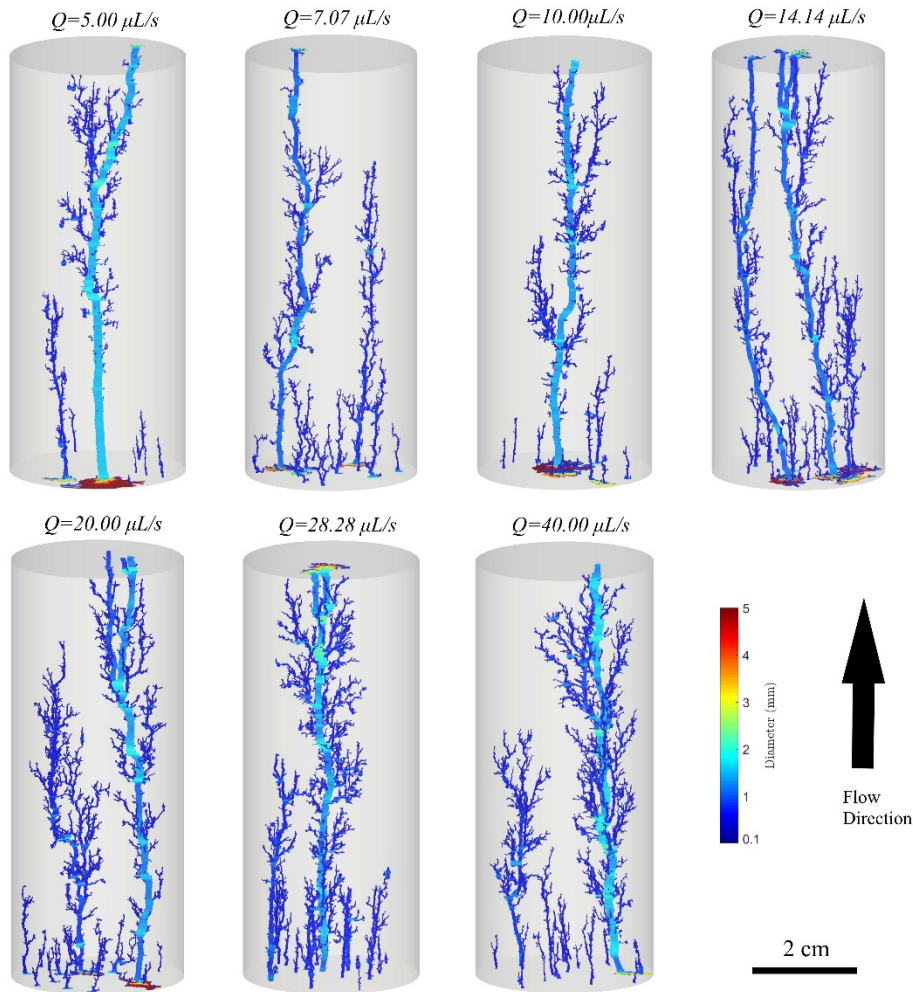 Q=5.00 μL/s
Q=7.07 μL/s
Q=10.00μL/s
Q=14.14 μL/s
Q=20.00 μL/s
Q=28.28 μL/s
Q=40.00 μL/s
5
4
3
2
1
0.1
Diameter (mm)
Flow
Direction
2 cm